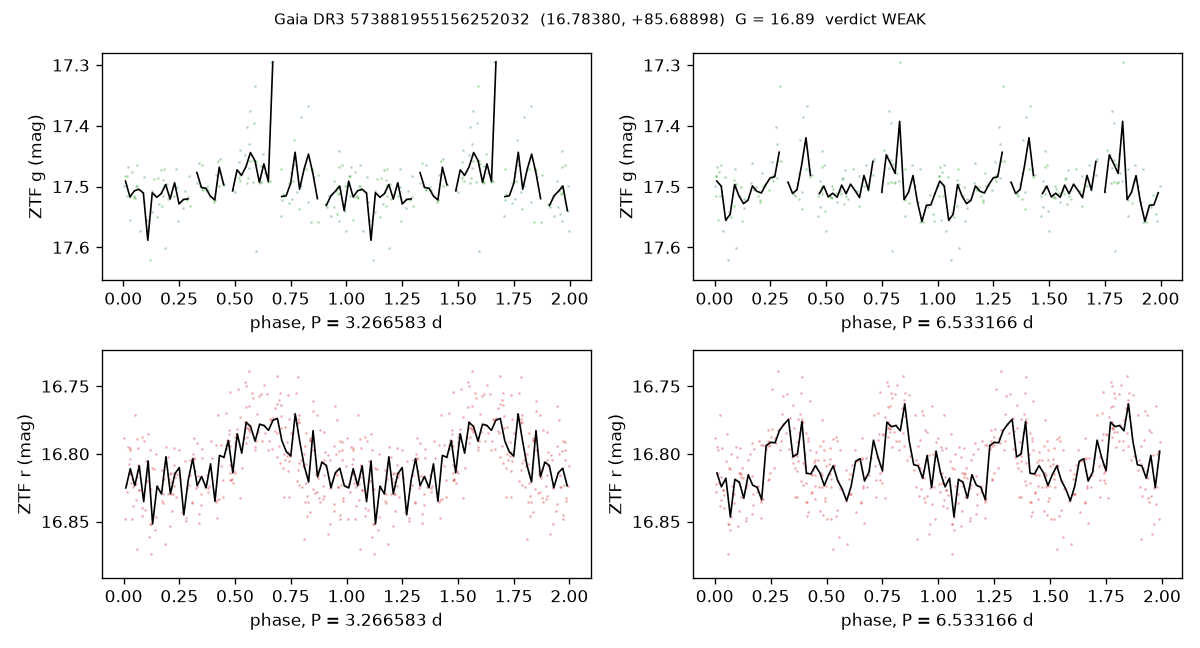 Gaia DR3 573881955156252032 (16.78380, +85.68898) G = 16.89 verdict WEAK
ZTF g (mag)
17.3
17.4
17.5
17.6
0.00 0.25 0.50 0.75 1.00 1.25 1.50 1.75 2.00
phase, P = 3.266583 d
ZTF g (mag)
17.3
17.4
17.5
17.6
0.00 0.25 0.50 0.75 1.00 1.25 1.50 1.75 2.00
phase, P = 6.533166 d
ZTF r (mag)
16.75
16.80
16.85
0.00 0.25 0.50 0.75 1.00 1.25 1.50 1.75 2.00
phase, P = 3.266583 d
ZTF r (mag)
16.75
16.80
16.85
0.00 0.25 0.50 0.75 1.00 1.25 1.50 1.75 2.00
phase, P = 6.533166 d